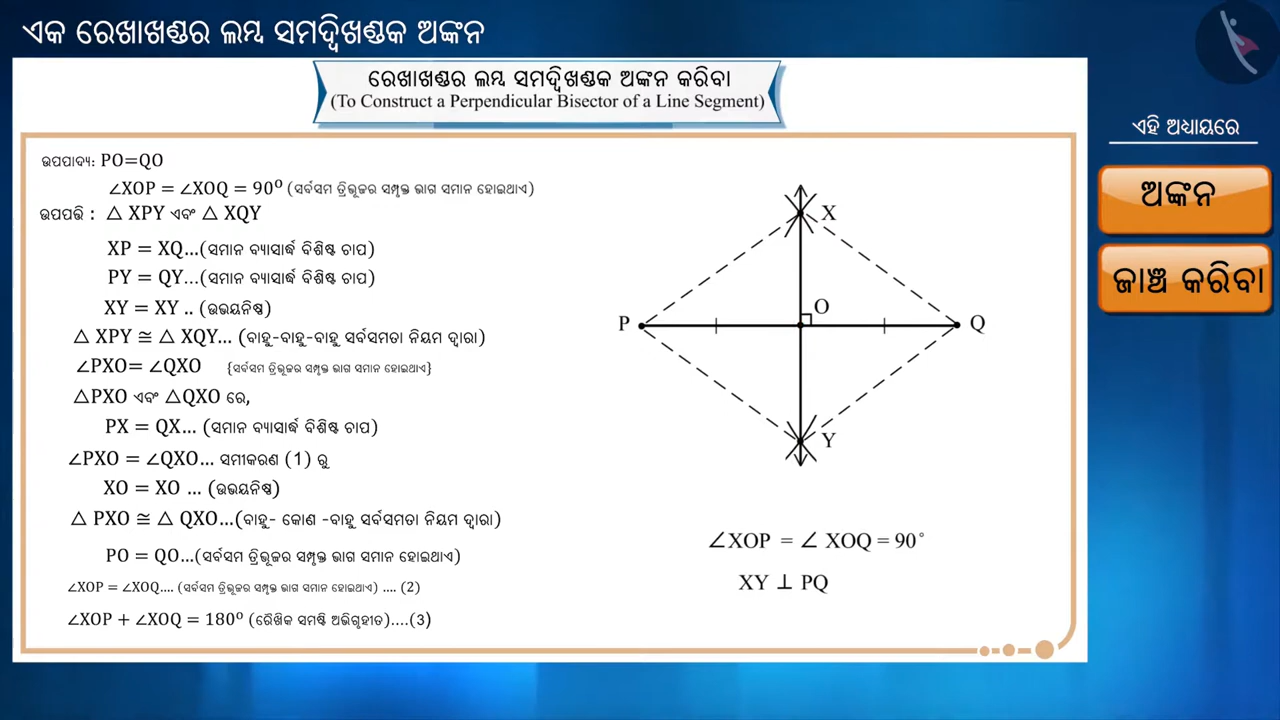 ଏକ ରେଖାଖଣ୍ଡର ଲମ୍ବ ସମଦ୍ୱିଖଣ୍ଡକ ଅଙ୍କନ
ରେଖାଖଣ୍ଡର ଲମ୍ବ ସମଦ୍ୱିଖଣ୍ଡକ ଅଙ୍କନ କରିବା
(To Construct a Perpendicular Bisector of a Line Segment)
ଉପପାଦ୍ୟ: PO=QO
∠XOP = ∠XOQ = 90⁰ (ସର୍ବସମ ତ୍ରିଭୂଜର ସମ୍ପୃକ୍ତ ଭାଗ ସମାନ ହୋଇଥାଏ)
ଉପପତ୍ତି : △ XPY ଏବଂ △ XQY
XP = XQ...(ସମାନ ବ୍ୟାସାର୍ଦ୍ଧ ବିଶିଷ୍ଟ ଚାପ)
PY = QY...(ସମାନ ବ୍ୟାସାର୍ଦ୍ଧ ବିଶିଷ୍ଟ ଚାପ)
XY = XY .. (ଉଭୟନିଷ୍ଠ)
△ XPY ≅ △ XQY... (ବାହୁ-ବାହୁ-ବାହୁ ସର୍ବସମତା ନିୟମ ଦ୍ୱାରା)
∠PXO= ∠QXO {ସର୍ବସମ ତ୍ରିଭୂଜର ସମ୍ପୃକ୍ତ ଭାଗ ସମାନ ହୋଇଥାଏ}
△PXO ଏବଂ △QXO ରେ,
PX = QX... (ସମାନ ବ୍ୟାସାର୍ଦ୍ଧ ବିଶିଷ୍ଟ ଚାପ)
∠PXO = ∠QXO... ସମୀକରଣ (1) ରୁ
XO = XO ... (ଉଭୟନିଷ୍ଠ)
△ PXO ≅ △ QXO...(ବାହୁ- କୋଣ -ବାହୁ ସର୍ବସମତା ନିୟମ ଦ୍ୱାରା)
PO = QO...(ସର୍ବସମ ତ୍ରିଭୂଜର ସମ୍ପୃକ୍ତ ଭାଗ ସମାନ ହୋଇଥାଏ)
∠XOP = ∠XOQ.... (ସର୍ବସମ ତ୍ରିଭୂଜର ସମ୍ପୃକ୍ତ ଭାଗ ସମାନ ହୋଇଥାଏ) .... (2)
∠XOP + ∠XOQ = 180⁰ (ରୈଖିକ ସମଷ୍ଟି ଅଭିଗୃହୀତ)....(3)
X
O
P
Q
Y
∠XOP = ∠ XOQ = 90°
XY ⊥ PQ
ଏହି ଅଧ୍ୟାୟରେ
ଅଙ୍କନ
ଜାଞ୍ଚ କରିବା